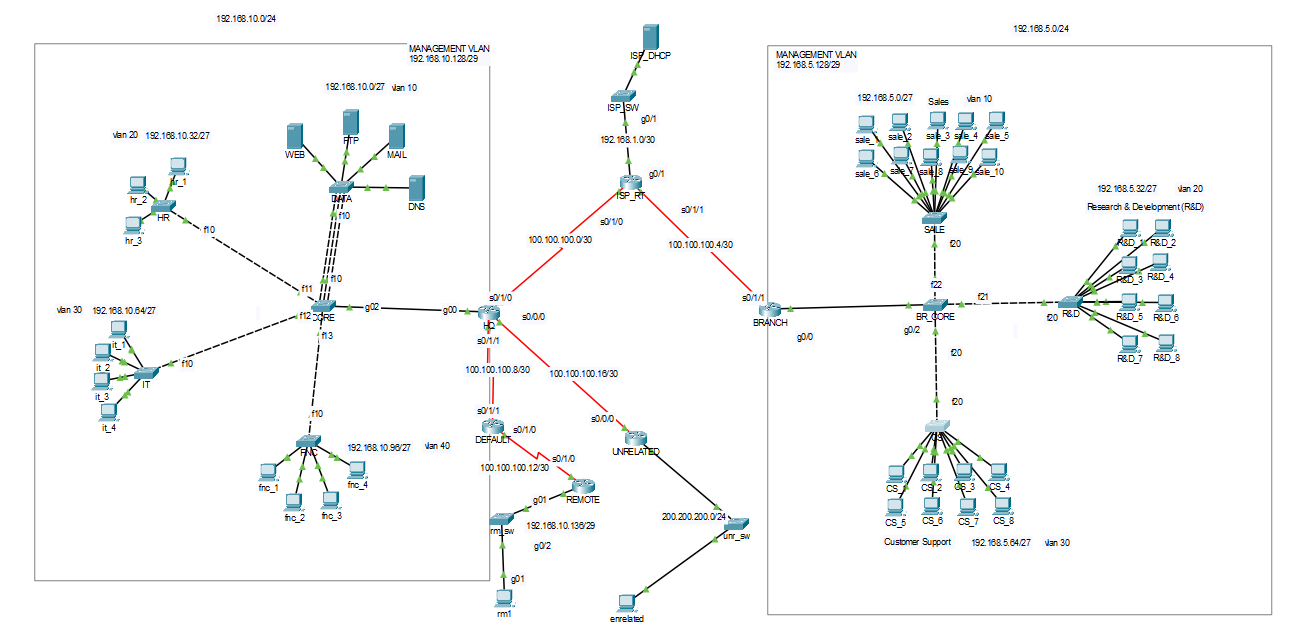 192.168.10.0/24
192.168.5.0/24
MANAGEMENT VLAN
192.168.10.128/29
192.168.10.0/27 vlan 10
vlan 20 192.168.10.32/27
WEB
FTP
MAIL
DNS
DATA
f10
f10
hr_1
hr_2
hr_3
HR
f10
f11
f12
CORE
f13
g02
g00
vlan 30 192.168.10.64/27
it_1
it_2
it_3
it_4
IT
f10
f10
FNC
192.168.10.96/27 vlan 40
fnc_1
fnc_2
fnc_3
fnc_4
ISP_DHCP
ISP_SW
g0/1
192.168.1.0/30
g0/1
ISP_RT
s0/1/0
s0/1/1
100.100.100.0/30
100.100.100.4/30
s0/1/0
HQ
s0/0/0
s0/1/1
100.100.100.8/30
100.100.100.16/30
s0/1/1
DEFAULT
s0/1/0
s0/0/0
UNRELATED
s0/1/0
100.100.100.12/30
REMOTE
g01
rm_sw
192.168.10.136/29
g0/2
g01
rm1
200.200.200.0/24
unr_sw
enrelated
MANAGEMENT VLAN
192.168.5.128/29
192.168.5.0/27 Sales vlan 10
sale_2
sale_3
sale_4
sale_5
sale_6
sale_8
sale_9
sale_10
SALE
f20
f22
s0/1/1
BRANCH
g0/0
BR_CORE
g0/2
f21
f20
R&D
192.168.5.32/27 vlan 20
Research & Development (R&D)
R&D_1
R&D_2
R&D_3
R&D_4
R&D_5
R&D_6
R&D_7
R&D_8
f20
f20
CS
CS_2
CS_3
CS_4
CS_5
CS_6
CS_7
CS_8
Customer Support 192.168.5.64/27 vlan 30